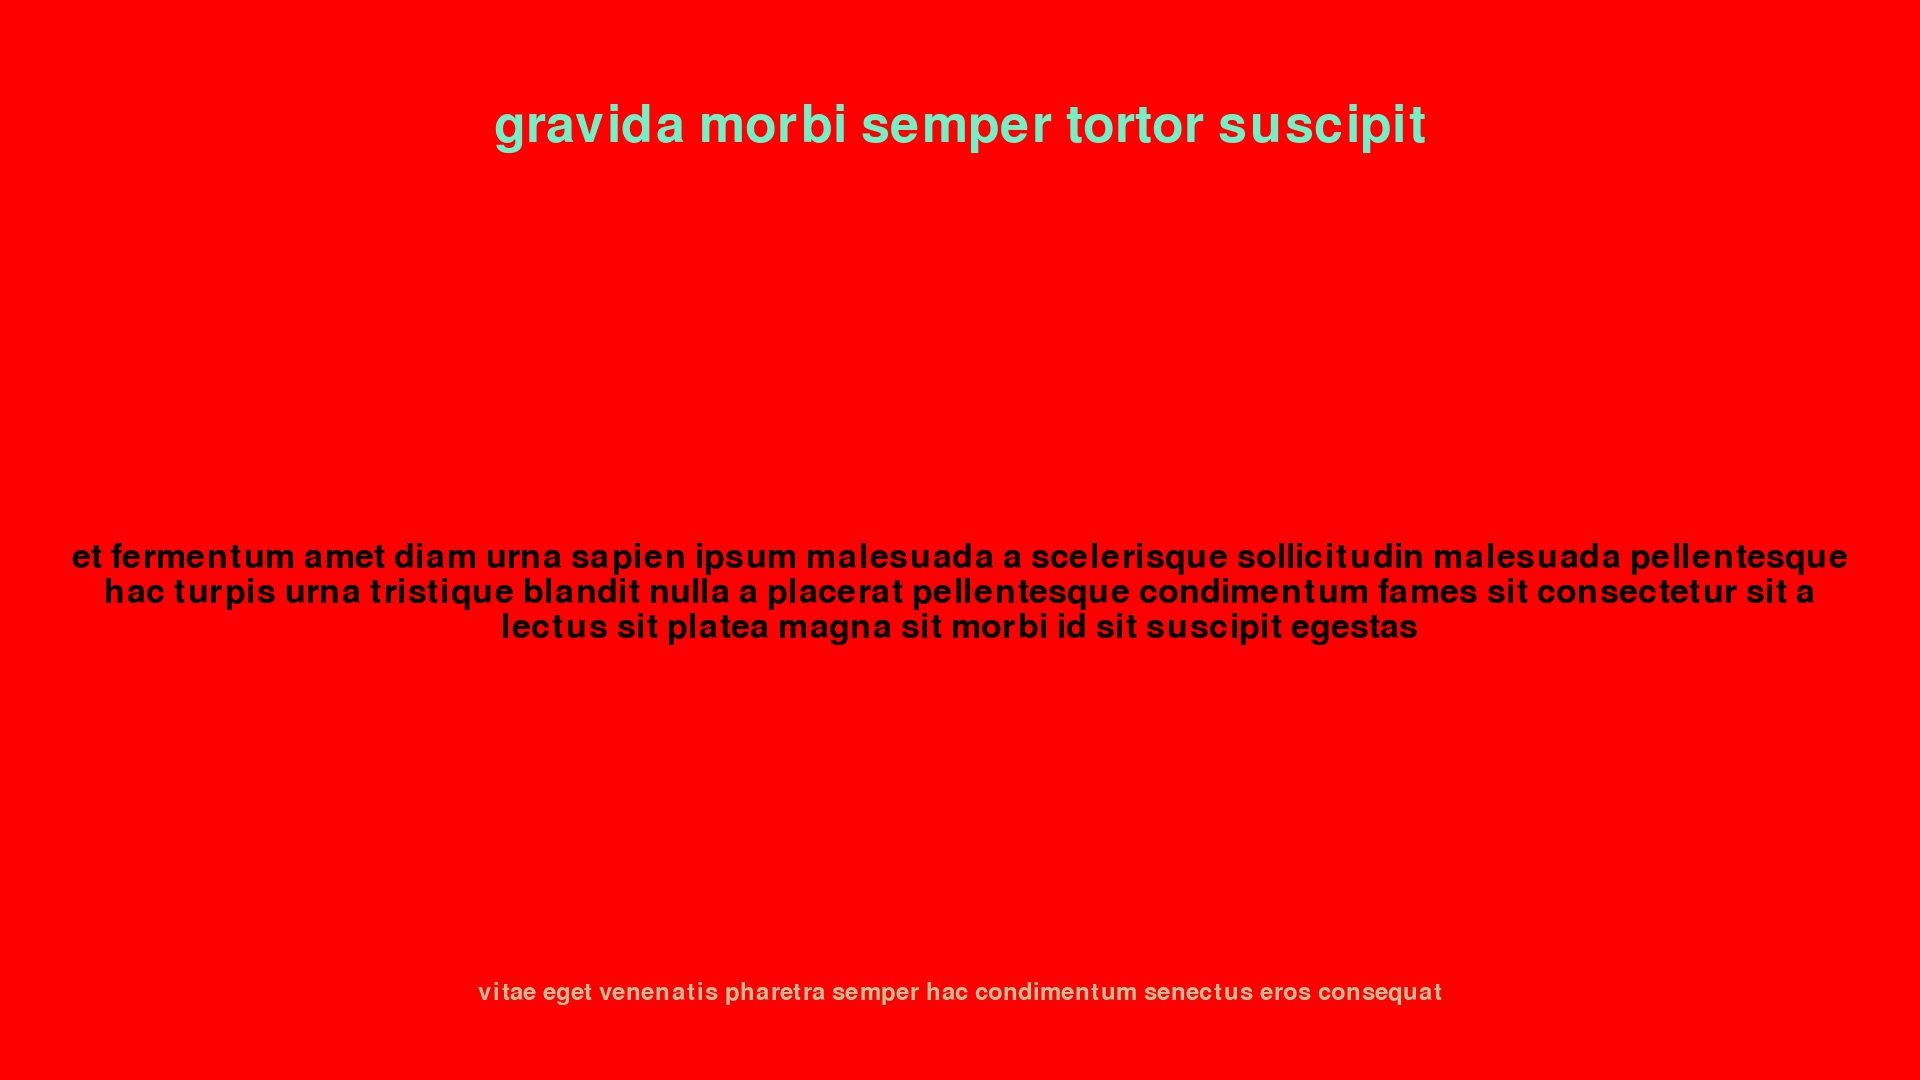 gravida morbi semper tortor suscipit
et fermentum amet diam urna sapien ipsum malesuada a scelerisque sollicitudin malesuada pellentesque
hac turpis urna tristique blandit nulla a placerat pellentesque condimentum fames sit consectetur sit a
lectus sit platea magna sit morbi id sit suscipit egestas
vitae eget venenatis pharetra semper hac condimentum senectus eros consequat